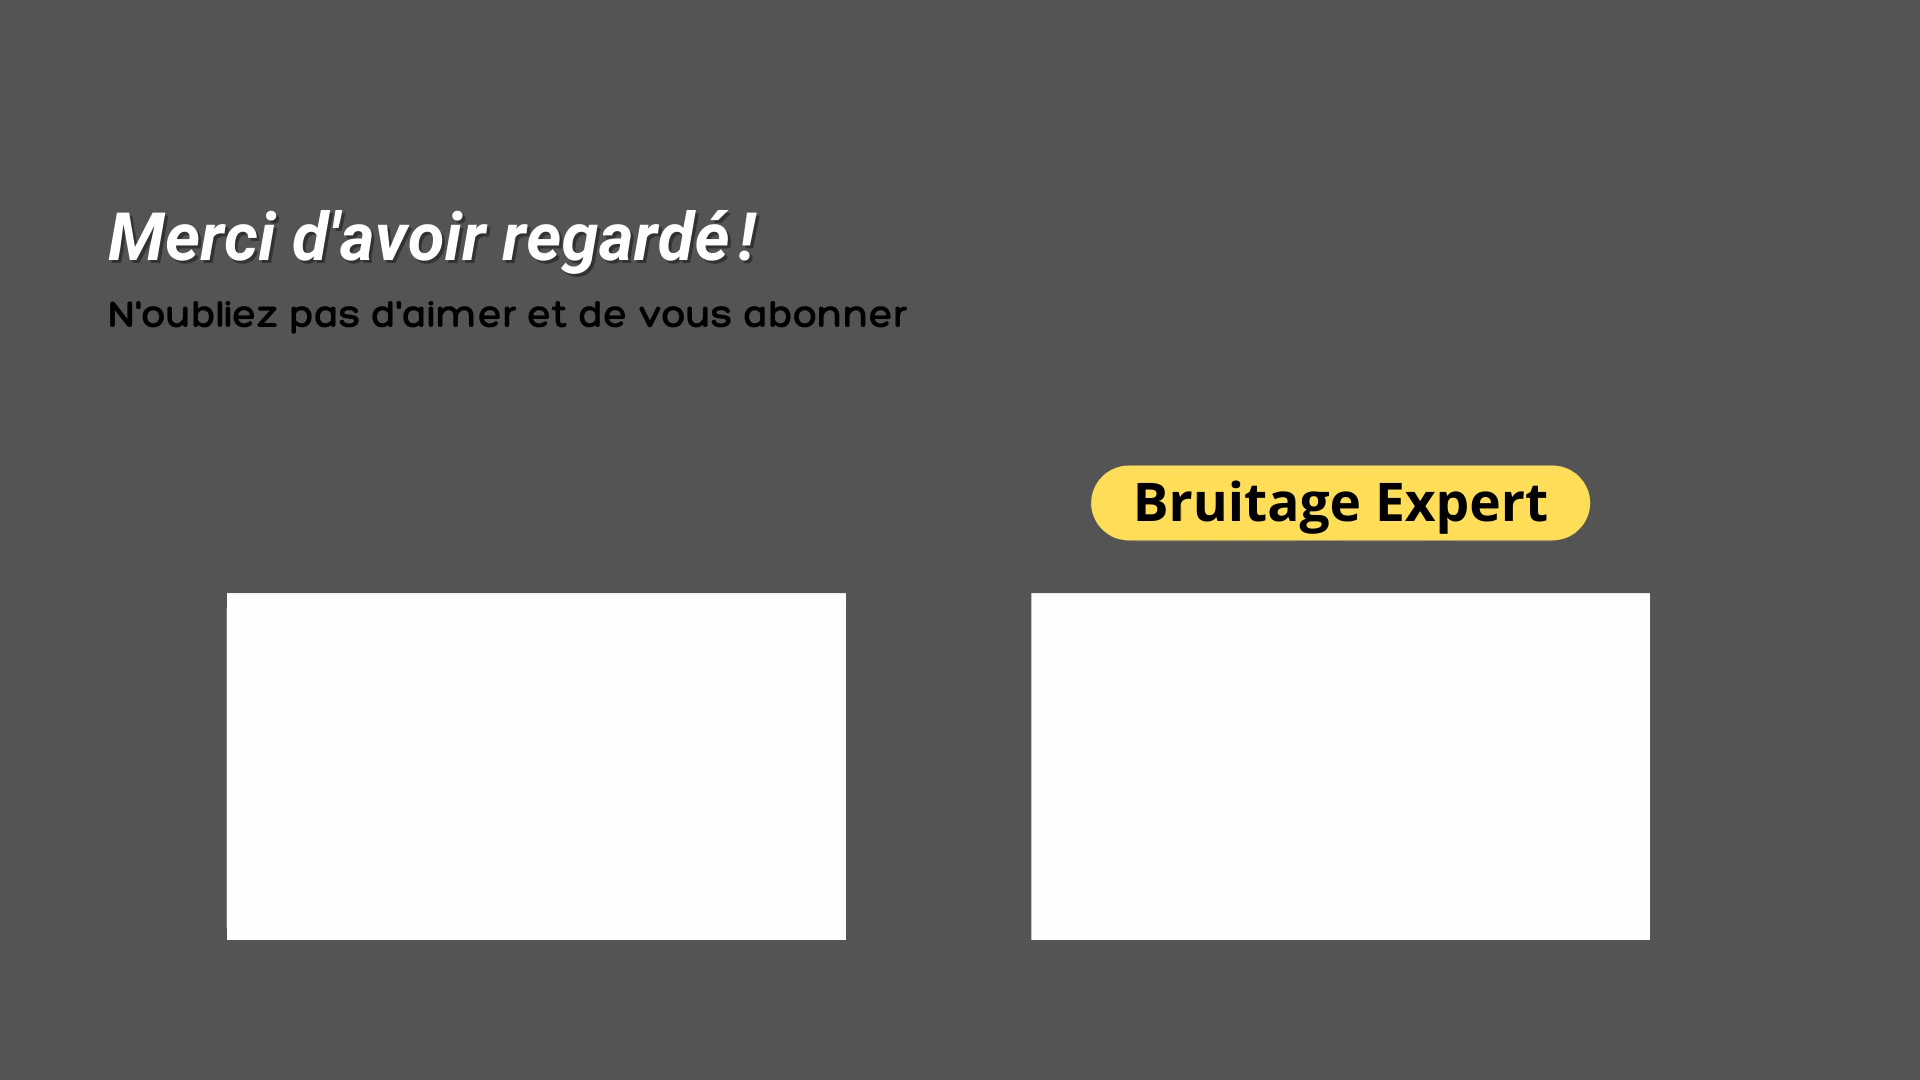 Merci d'avoir regardé !
N'oubliez pas d'aimer et de vous abonner
Bruitage Expert